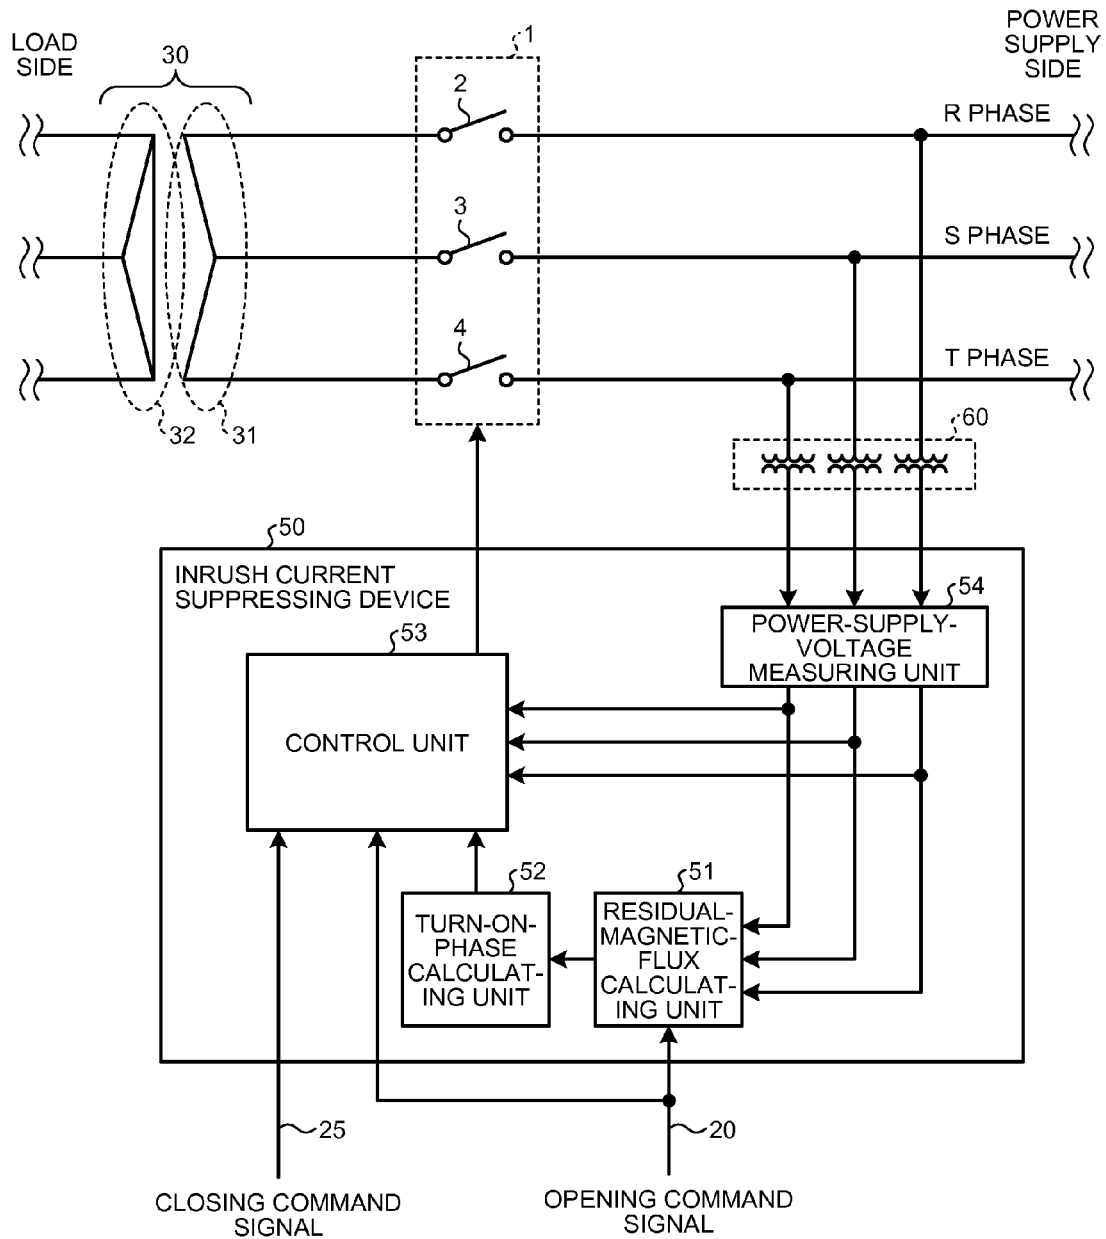 LOAD
SIDE
30
1
POWER
SUPPLY
SIDE
2
R PHASE
3
S PHASE
4
T PHASE
32
31
60
50
INRUSH CURRENT
SUPPRESSING DEVICE
54
POWER-SUPPLY-
VOLTAGE
MEASURING UNIT
53
CONTROL UNIT
52
TURN-ON-
PHASE
CALCULAT-
ING UNIT
51
RESIDUAL-
MAGNETIC-
FLUX
CALCULAT-
ING UNIT
25
20
CLOSING COMMAND
SIGNAL
OPENING COMMAND
SIGNAL